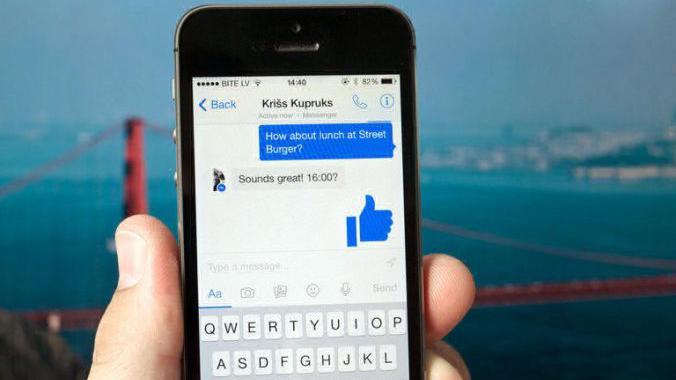 BITE LV 14:40 82%
Back Krišs Kupruks
Active now • Messenger
How about lunch at Street
Burger?
Sounds great! 16:00?
Type a message...
Aa Send
Q W E R T Y U I O P
A S D F G H J K L